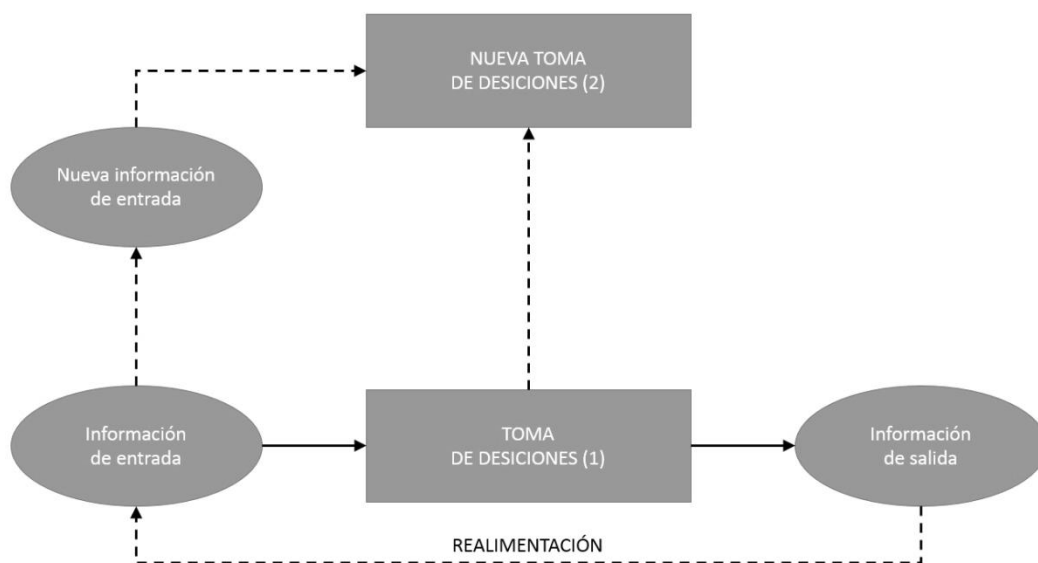 NUEVA TOMA
DE DESICIONES (2)
Nueva información
de entrada
Información
de entrada
TOMA
DE DESICIONES (1)
Información
de salida
REALIMENTACIÓN